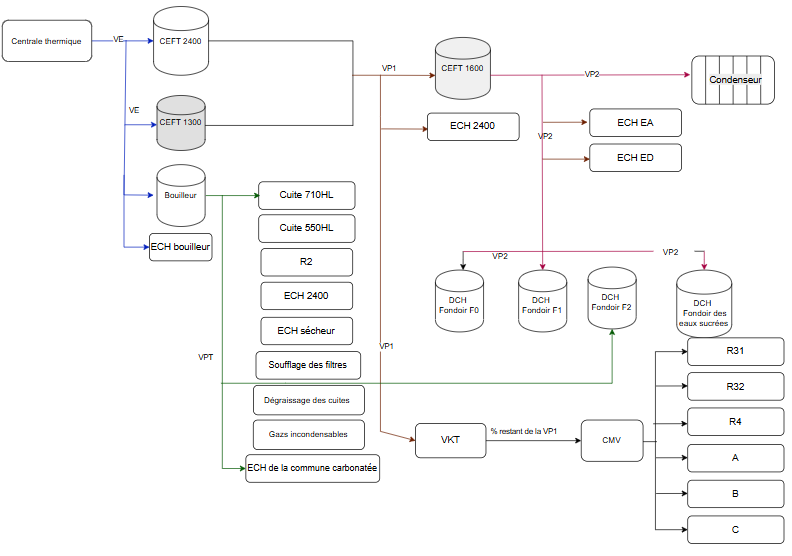 Centrale thermique
VE
CEFT 2400
VP1
CEFT 1600
VP2
Condenseur
VE
CEFT 1300
ECH 2400
ECH EA
VP2
ECH ED
Bouilleur
Cuite 710HL
Cuite 550HL
ECH bouilleur
R2
VP2
VP2
ECH 2400
DCH
Fondoir F0
DCH
Fondoir F1
DCH
Fondoir F2
DCH
Fondoir des
eaux sucrées
ECH sécheur
VP1
VPT
Soufflage des filtres
R31
R32
Dégraissage des cuites
Gazs incondensables
VKT
% restant de la VP1
CMV
R4
A
ECH de la commune carbonatée
B
C